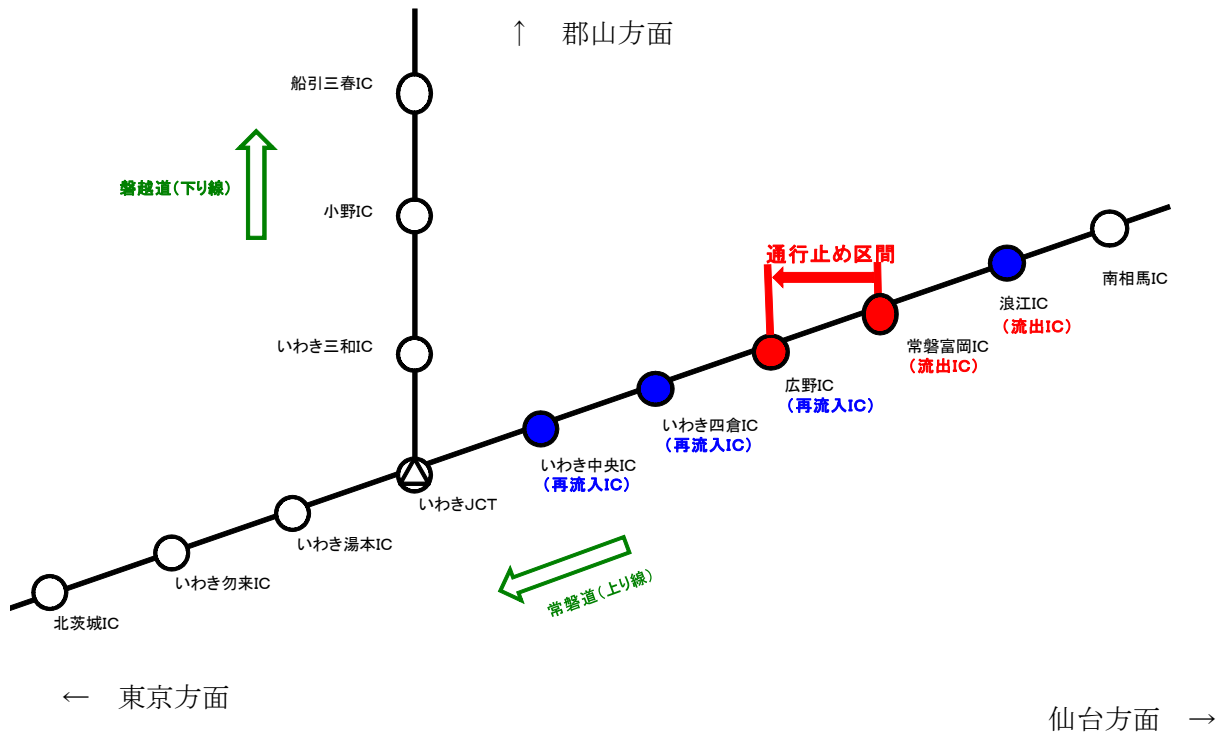 ↑　郡山方面
船引三春IC
磐越道(下り線)
小野IC
通行止め区間
南相馬IC
浪江IC
(流出IC)
いわき三和IC
常磐富岡IC
(流出IC)
広野IC
(再流入IC)
いわき四倉IC
(再流入IC)
いわき中央IC
(再流入IC)
いわきJCT
いわき湯本IC
いわき勿来IC
常磐道(上り線)
北茨城IC
←　東京方面
仙台方面　→